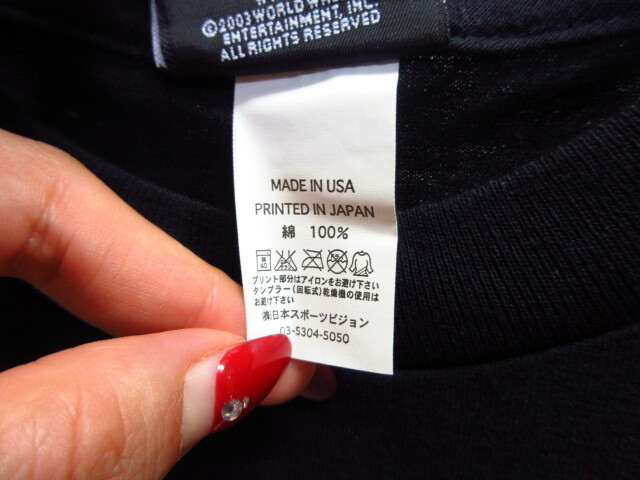 ©2003 WORLD
ENTERTAINMENT, INC.
ALL RIGHTS RESERVED
MADE IN USA
PRINTED IN JAPAN
綿 100%
40
プリント部分はアイロンをお避け下さい
タンブラー(回転式)乾燥機の使用は
お避け下さい
㈱日本スポーツビジョン
03-5304-5050